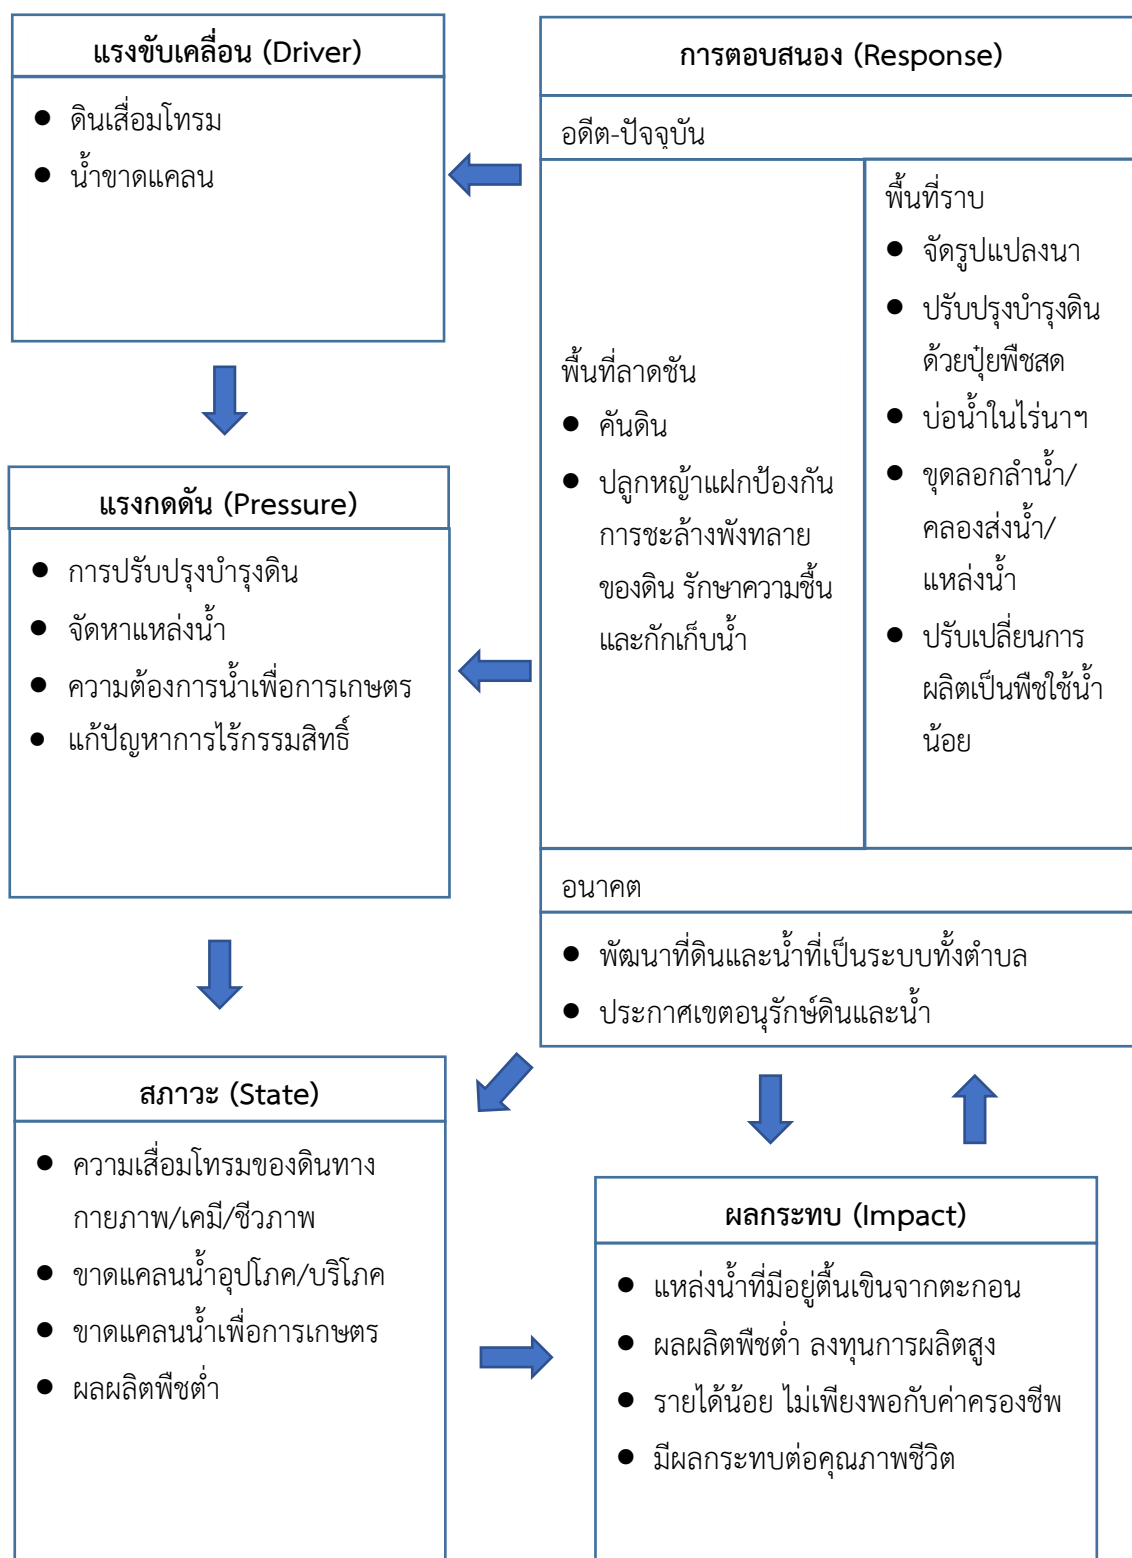 แรงขับเคลื่อน (Driver)
● ดินเสื่อมโทรม
● น้ำขาดแคลน
แรงกดดัน (Pressure)
● การปรับปรุงบำรุงดิน
● จัดหาแหล่งน้ำ
● ความต้องการน้ำเพื่อการเกษตร
● แก้ปัญหาการไร้กรรมสิทธิ์
สภาวะ (State)
● ความเสื่อมโทรมของดินทาง
กายภาพ/เคมี/ชีวภาพ
● ขาดแคลนน้ำอุปโภค/บริโภค
● ขาดแคลนน้ำเพื่อการเกษตร
● ผลผลิตพืชต่ำ
การตอบสนอง (Response)
อดีต-ปัจจุบัน
พื้นที่ลาดชัน
● คันดิน
● ปลูกหญ้าแฝกป้องกัน
การชะล้างพังทลาย
ของดิน รักษาความชื้น
และกักเก็บน้ำ
พื้นที่ราบ
● จัดรูปแปลงนา
● ปรับปรุงบำรุงดิน
ด้วยปุ๋ยพืชสด
● บ่อน้ำในไร่นาฯ
● ขุดลอกลำน้ำ/
คลองส่งน้ำ/
แหล่งน้ำ
● ปรับเปลี่ยนการ
ผลิตเป็นพืชใช้น้ำ
น้อย
อนาคต
● พัฒนาที่ดินและน้ำที่เป็นระบบทั้งตำบล
● ประกาศเขตอนุรักษ์ดินและน้ำ
ผลกระทบ (Impact)
● แหล่งน้ำที่มีอยู่ตื้นเขินจากตะกอน
● ผลผลิตพืชต่ำ ลงทุนการผลิตสูง
● รายได้น้อย ไม่เพียงพอกับค่าครองชีพ
● มีผลกระทบต่อคุณภาพชีวิต